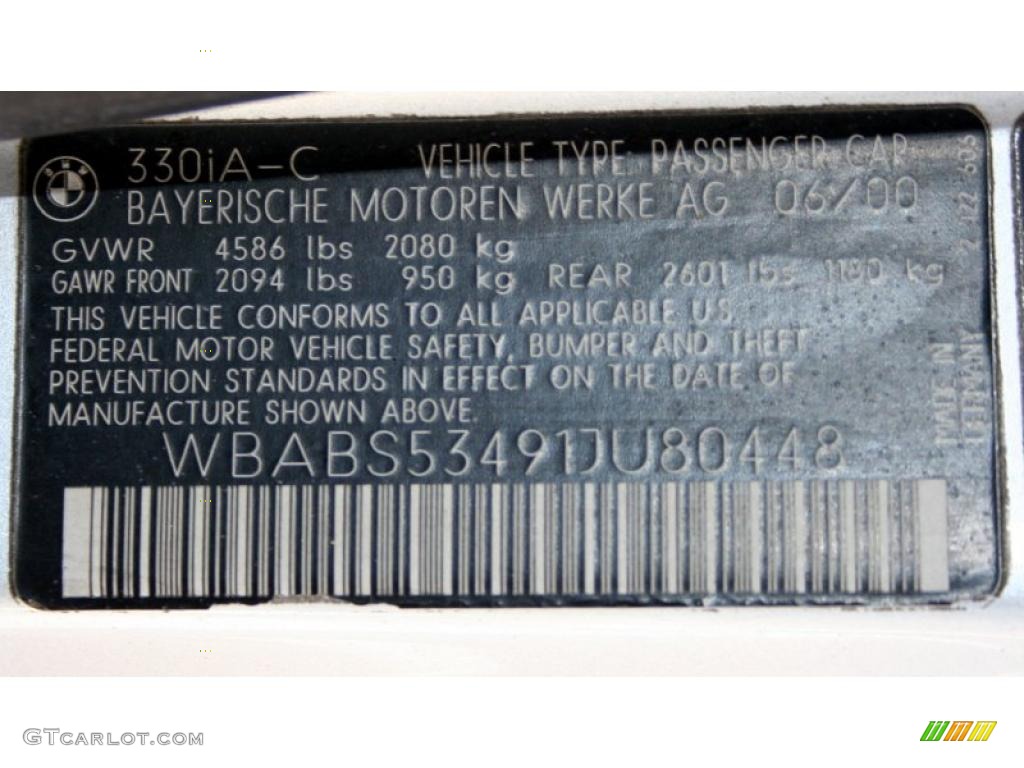 330iA-C VEHICLE TYPE: PASSENGER CAR
BAYERISCHE MOTOREN WERKE AG 06/00
GVWR 4586 lbs 2080 kg
GAWR FRONT 2094 lbs 950 kg REAR 2601 lbs 1180 kg
THIS VEHICLE CONFORMS TO ALL APPLICABLE U.S.
FEDERAL MOTOR VEHICLE SAFETY, BUMPER AND THEFT
PREVENTION STANDARDS IN EFFECT ON THE DATE OF
MANUFACTURE SHOWN ABOVE.
WBABS53491JU80448
2 122 605
MADE IN
GERMANY
GTCARLOT.COM